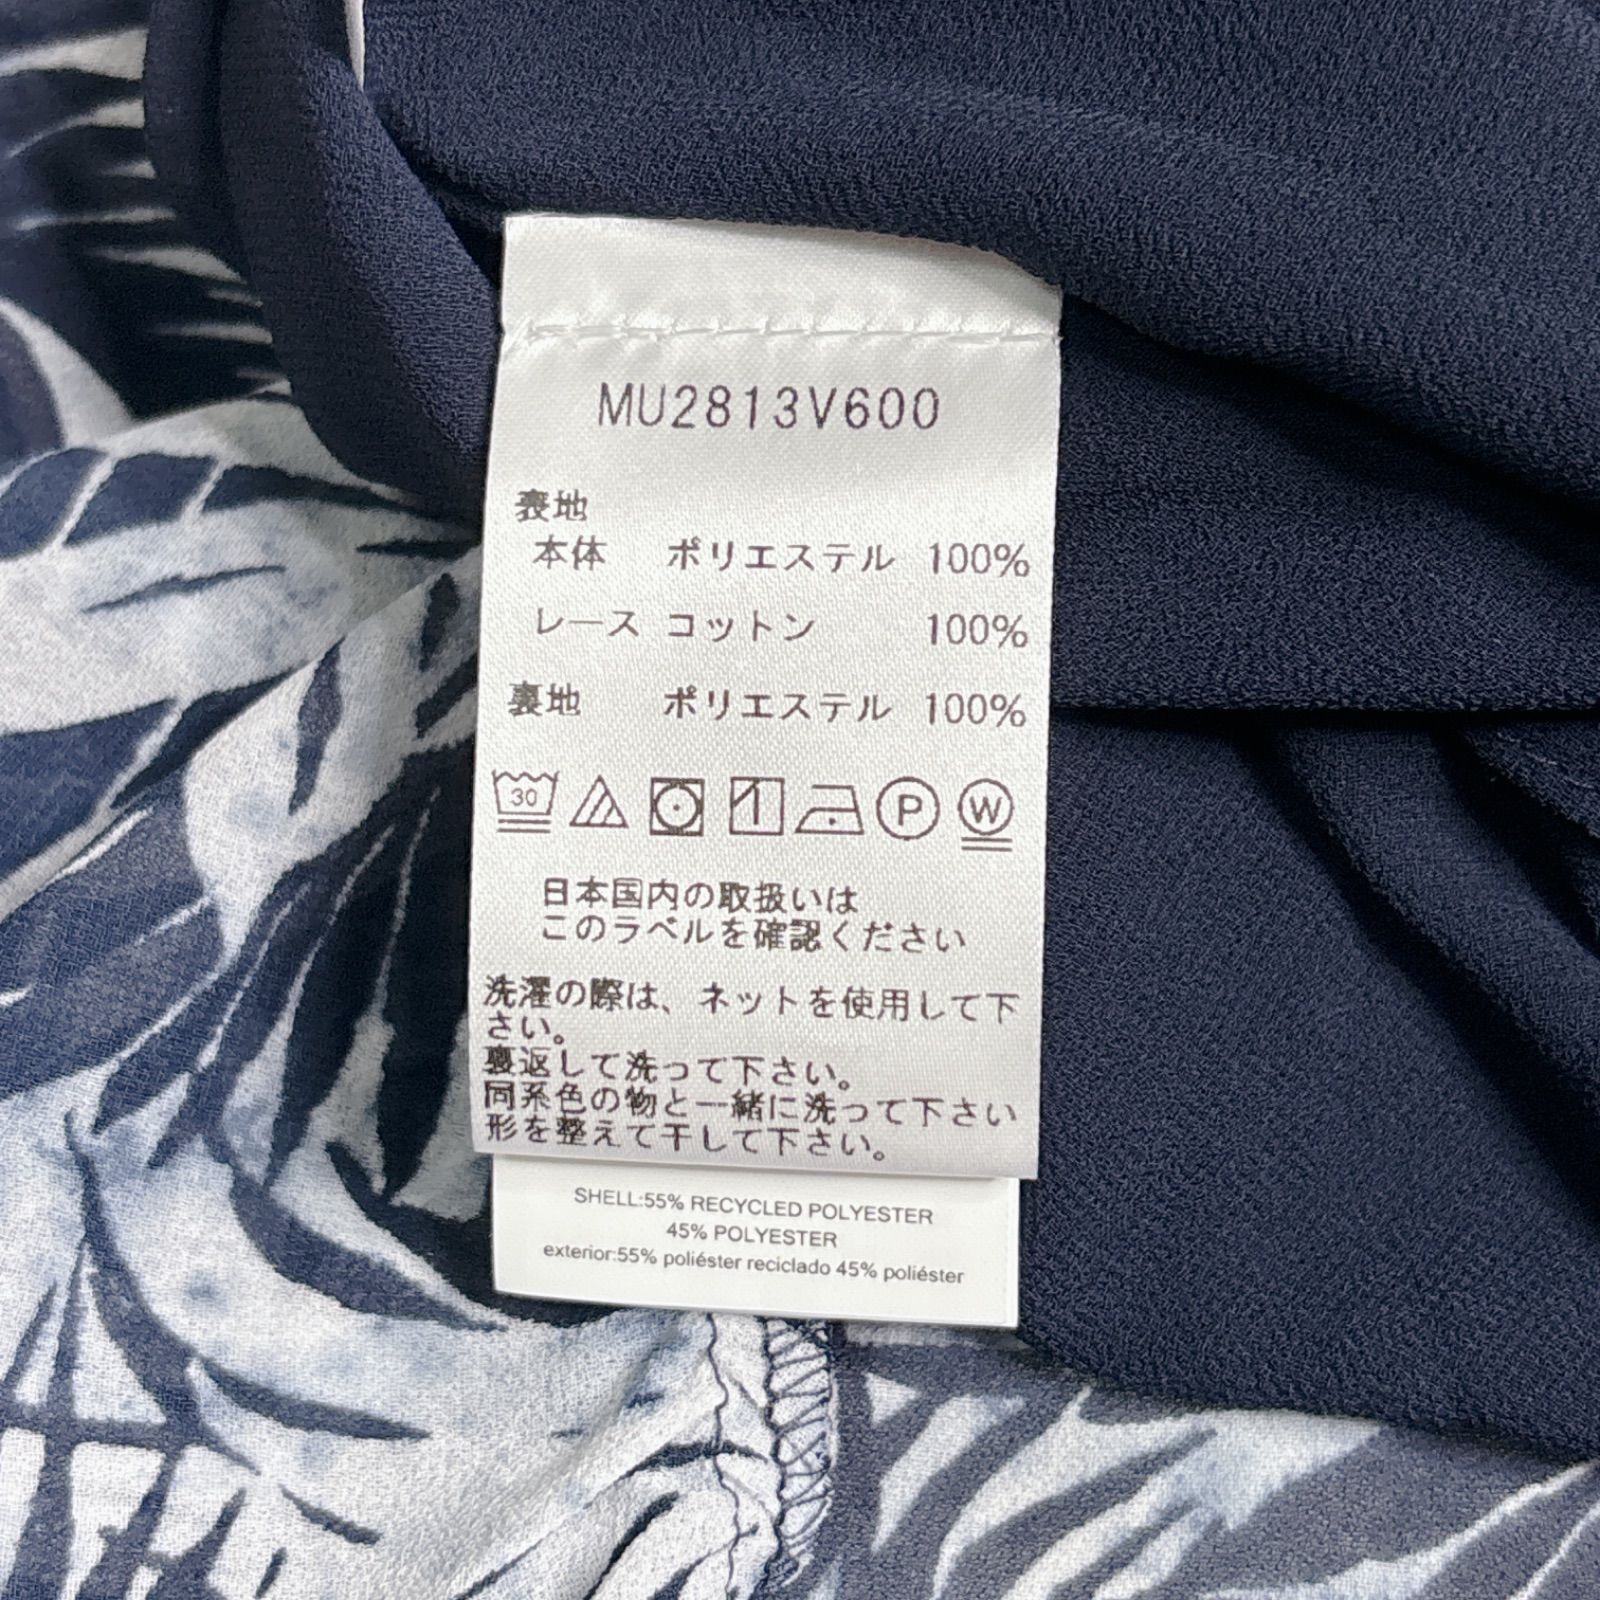 MU2813V600
表地
本体 ポリエステル 100%
レース コットン 100%
裏地 ポリエステル 100%
30 P W
日本国内の取扱いは
このラベルを確認ください
洗濯の際は、ネットを使用して下
さい。
裏返して洗って下さい。
同系色の物と一緒に洗って下さい
形を整えて干して下さい。
SHELL:55% RECYCLED POLYESTER
45% POLYESTER
exterior:55% poliéster reciclado 45% poliéster